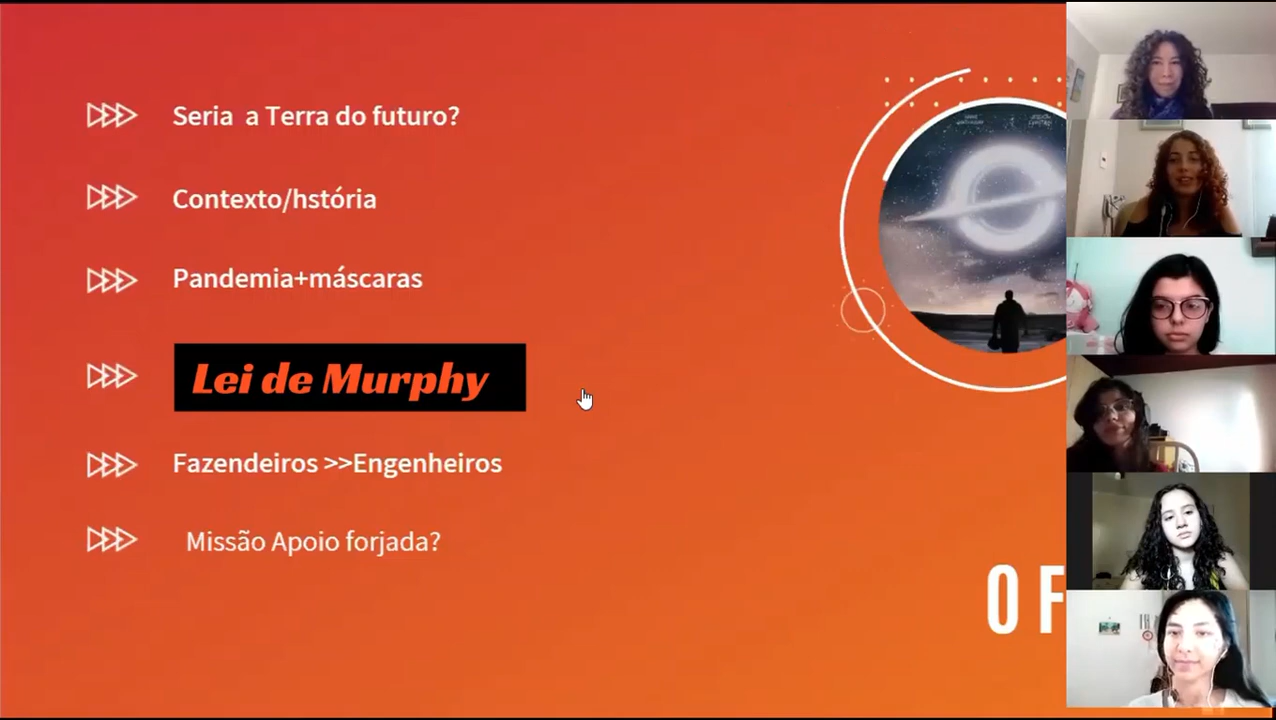 Seria a Terra do futuro?
Contexto/hstória
Pandemia+máscaras
Lei de Murphy
Fazendeiros >>Engenheiros
Missão Apoio forjada?
O F